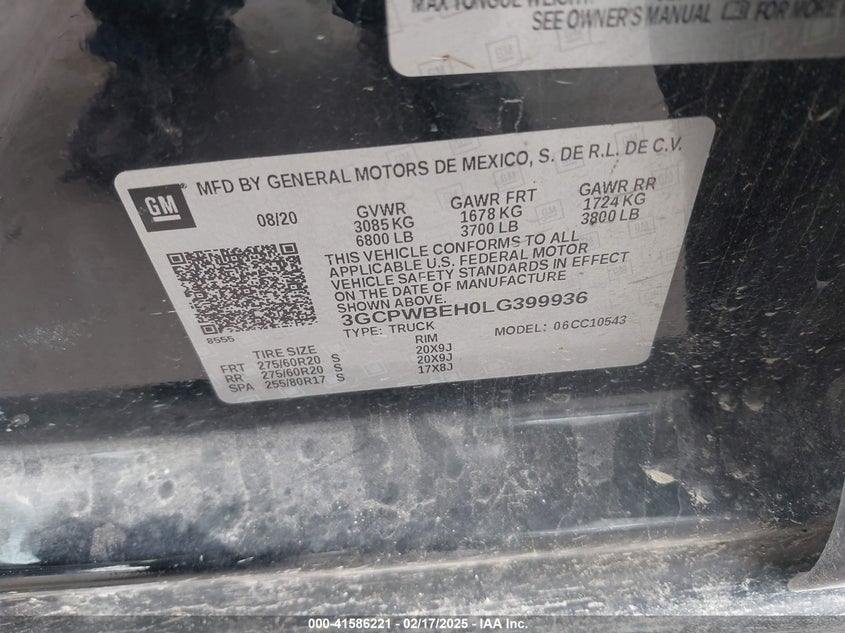 MAX TONGUE WEIGHT:
SEE OWNER'S MANUAL FOR MORE
GM
GM ® MFD BY GENERAL MOTORS DE MEXICO, S. DE R.L. DE C.V.
08/20 GVWR GAWR FRT GAWR RR
3085 KG 1678 KG 1724 KG
6800 LB 3700 LB 3800 LB
THIS VEHICLE CONFORMS TO ALL
APPLICABLE U.S. FEDERAL MOTOR
VEHICLE SAFETY STANDARDS IN EFFECT
ON THE DATE OF MANUFACTURE
SHOWN ABOVE.
3GCPWBEH0LG399936
8555 TYPE: TRUCK MODEL: 06CC10543
TIRE SIZE RIM
FRT 275/60R20 S 20X9J
RR 275/60R20 S 20X9J
SPA 255/80R17 S 17X8J
000-41586221 - 02/17/2025 - IAA Inc.